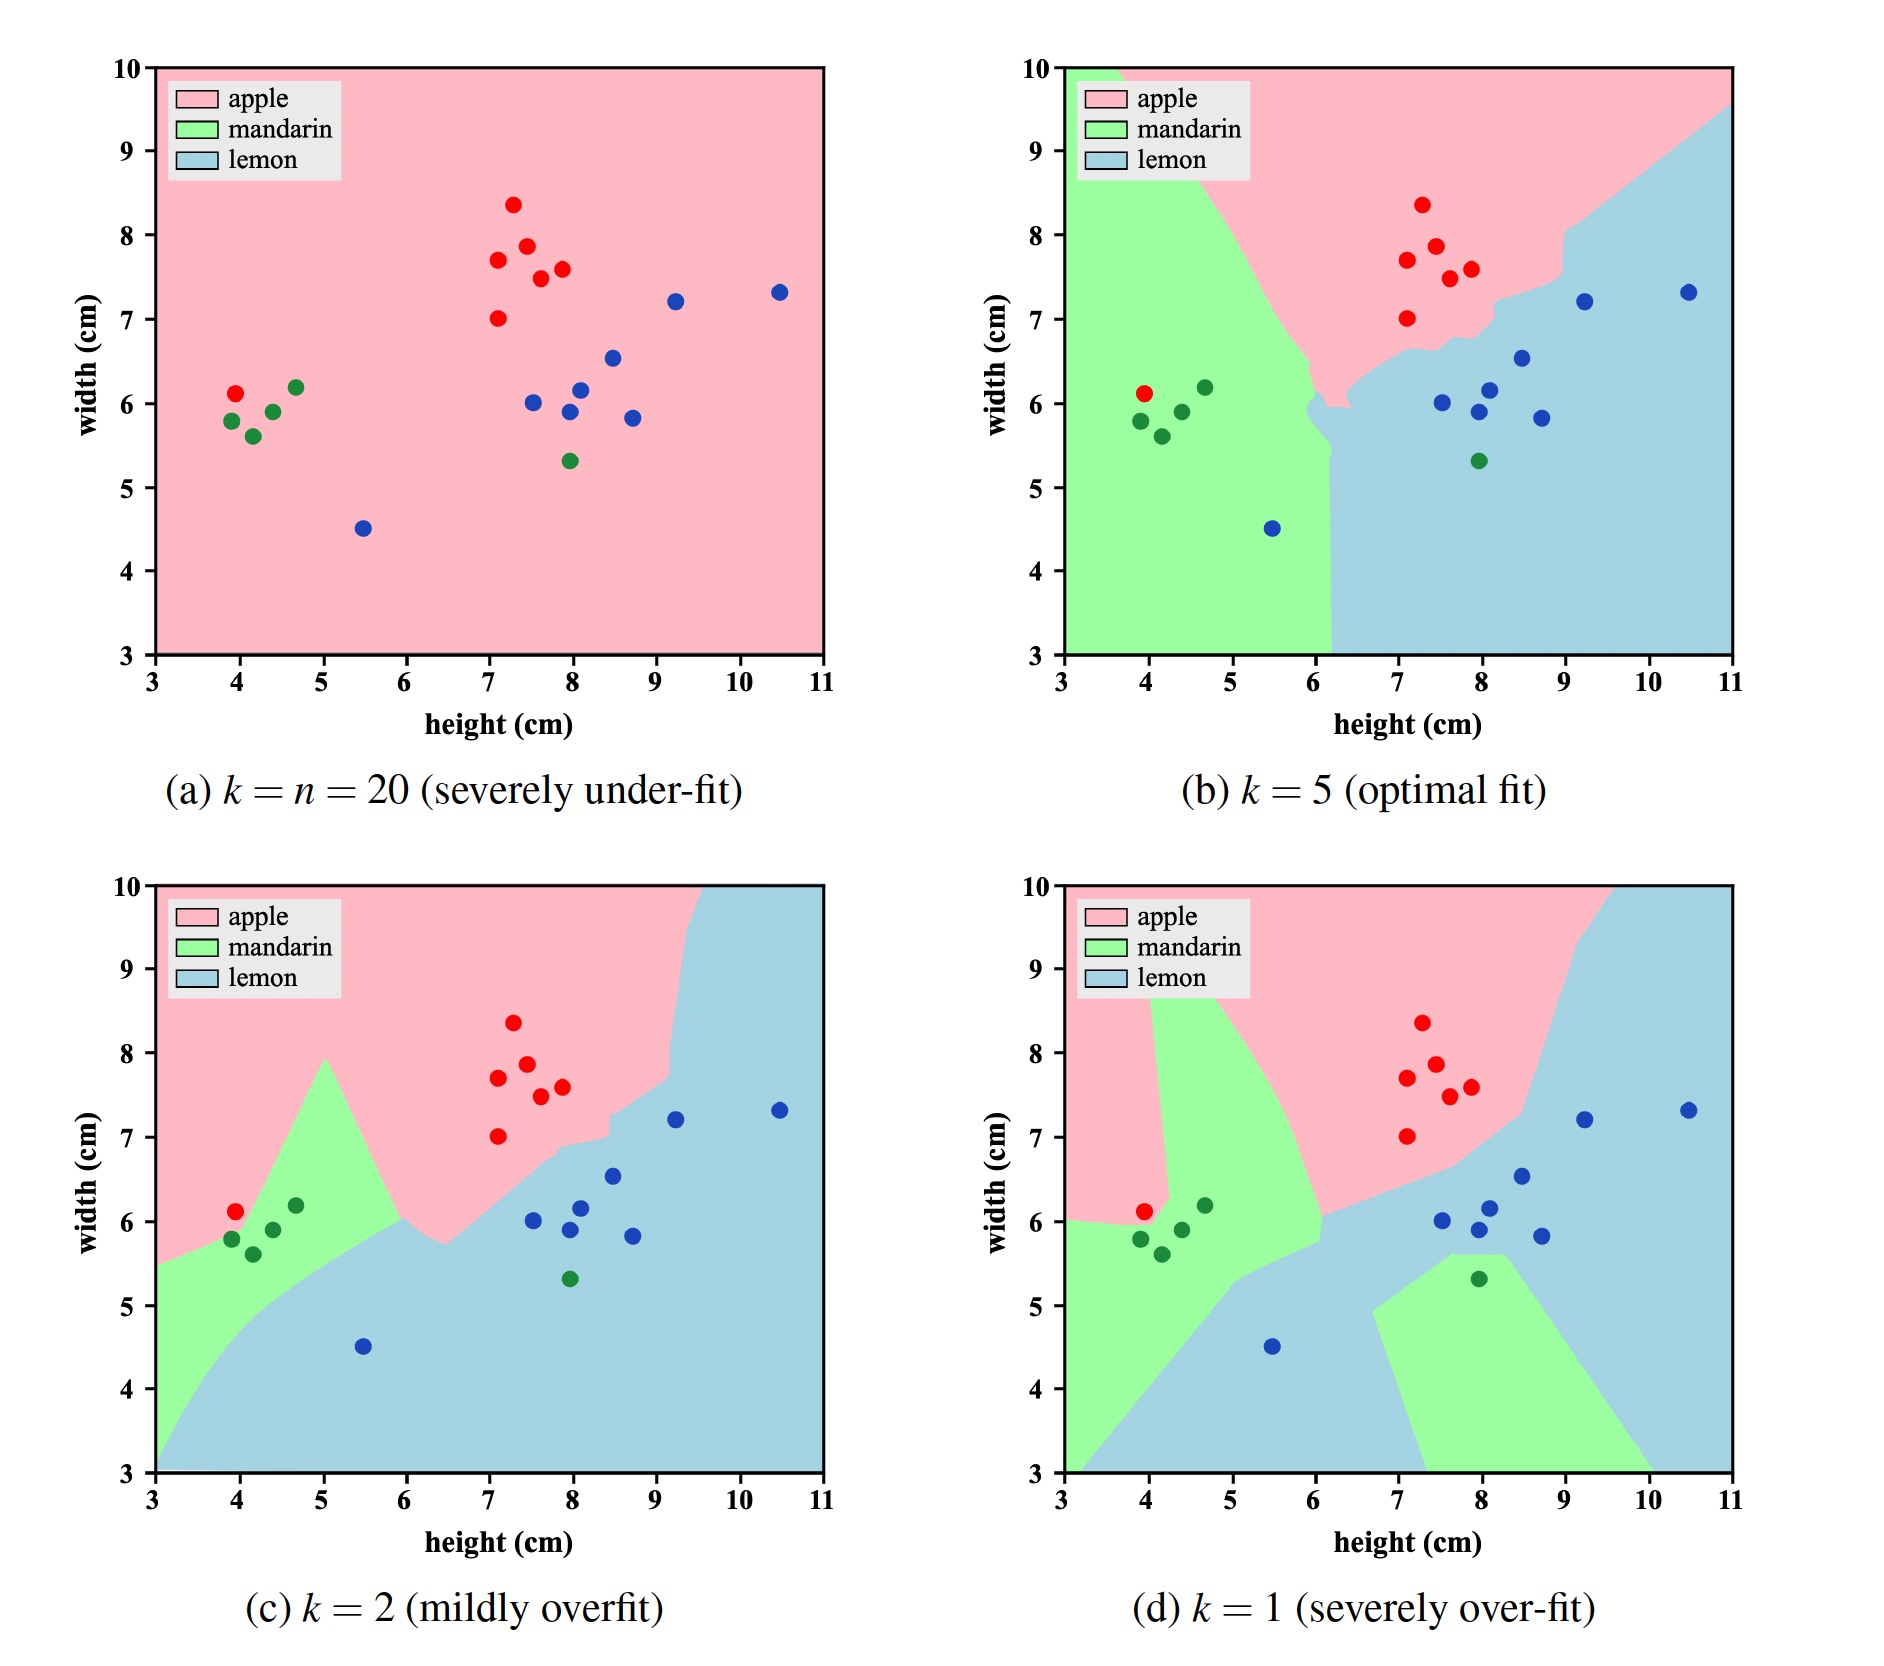 10
9
8
7
6
5
4
3
width (cm)
apple
mandarin
lemon
3 4 5 6 7 8 9 10 11
height (cm)
(a) k = n = 20 (severely under-fit)
10
9
8
7
6
5
4
3
width (cm)
apple
mandarin
lemon
3 4 5 6 7 8 9 10 11
height (cm)
(b) k = 5 (optimal fit)
10
9
8
7
6
5
4
3
width (cm)
apple
mandarin
lemon
3 4 5 6 7 8 9 10 11
height (cm)
(c) k = 2 (mildly overfit)
10
9
8
7
6
5
4
3
width (cm)
apple
mandarin
lemon
3 4 5 6 7 8 9 10 11
height (cm)
(d) k = 1 (severely over-fit)